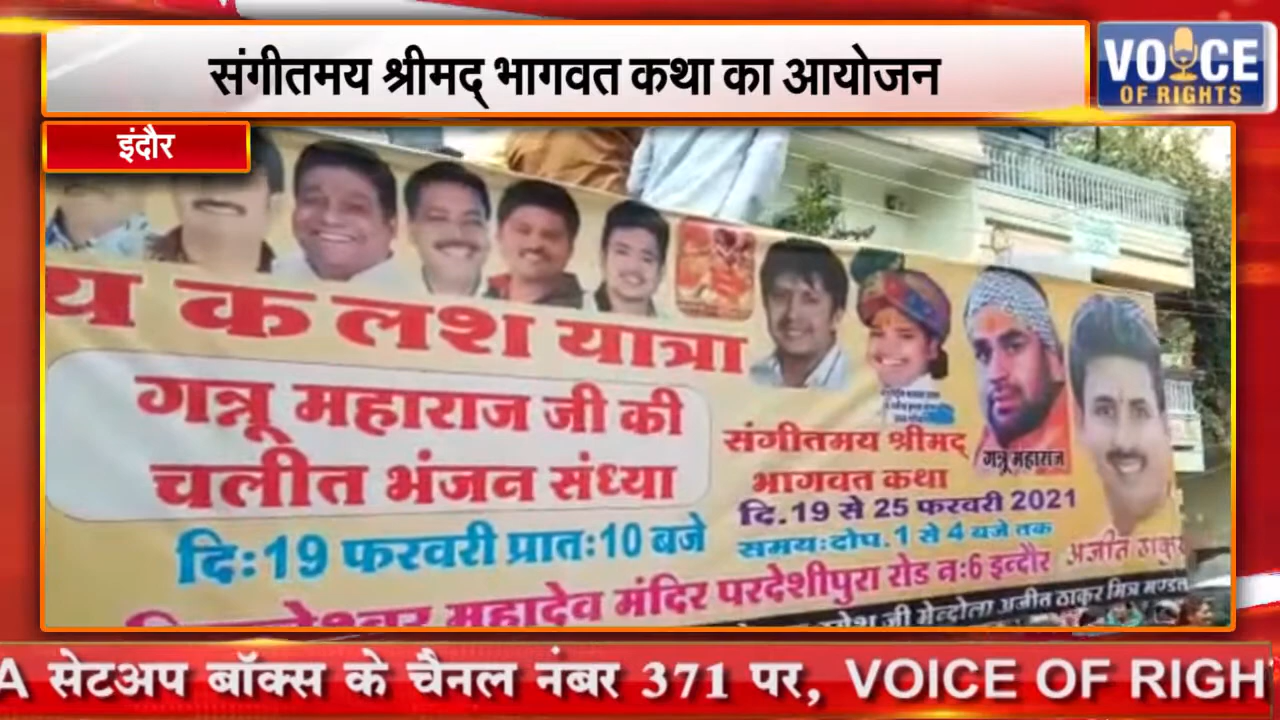 संगीतमय श्रीमद् भागवत कथा का आयोजन
VOICE
OF RIGHTS
इंदौर
य कलश यात्रा
गन्नू महाराज जी की
चलीत भंजन संध्या
दि:19 फरवरी प्रात:10 बजे
संगीतमय श्रीमद्
भागवत कथा
गन्नू महाराज
दि.19 से 25 फरवरी 2021
समय:दोप.1 से 4 बजे तक
अजीत ठाकुर
महादेव मंदिर परदेशीपुरा रोड न:6 इन्दौर
जी मेन्दोला अजीत ठाकुर मित्र मण्डल
A सेटअप बॉक्स के चैनल नंबर 371 पर, VOICE OF RIGH